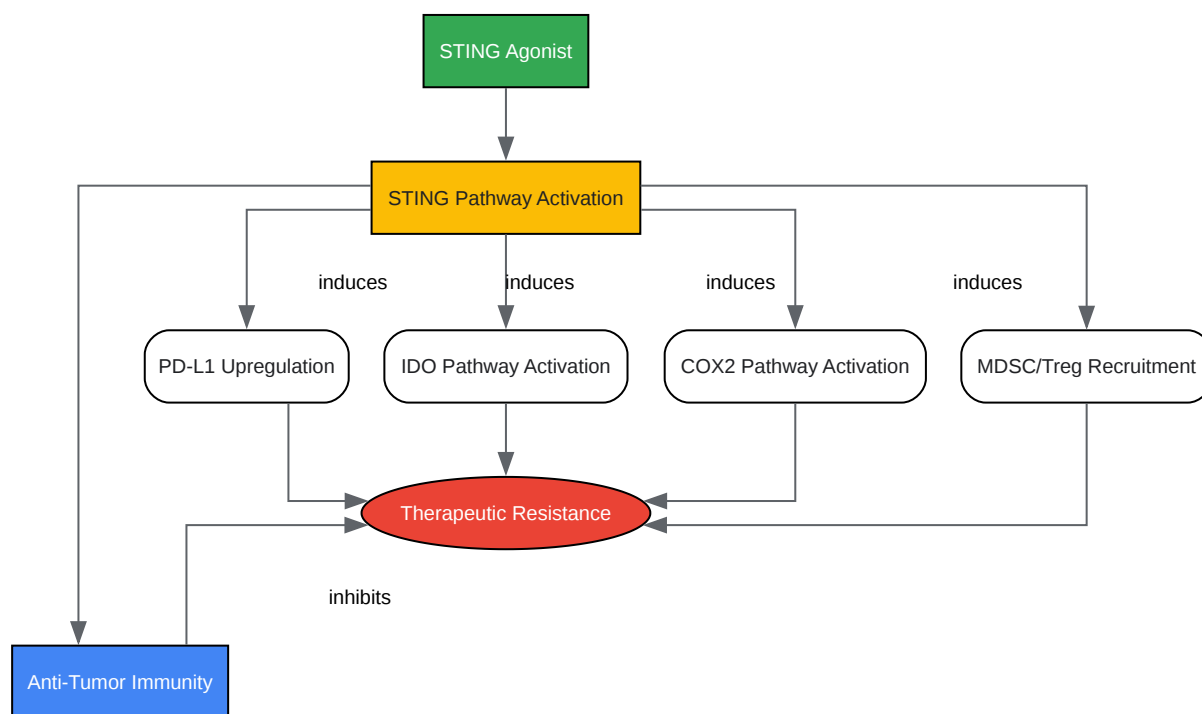 STING Agonist
STING Pathway Activation
induces
induces
induces
induces
PD-L1 Upregulation
IDO Pathway Activation
COX2 Pathway Activation
MDSC/Treg Recruitment
Therapeutic Resistance
inhibits
Anti-Tumor Immunity